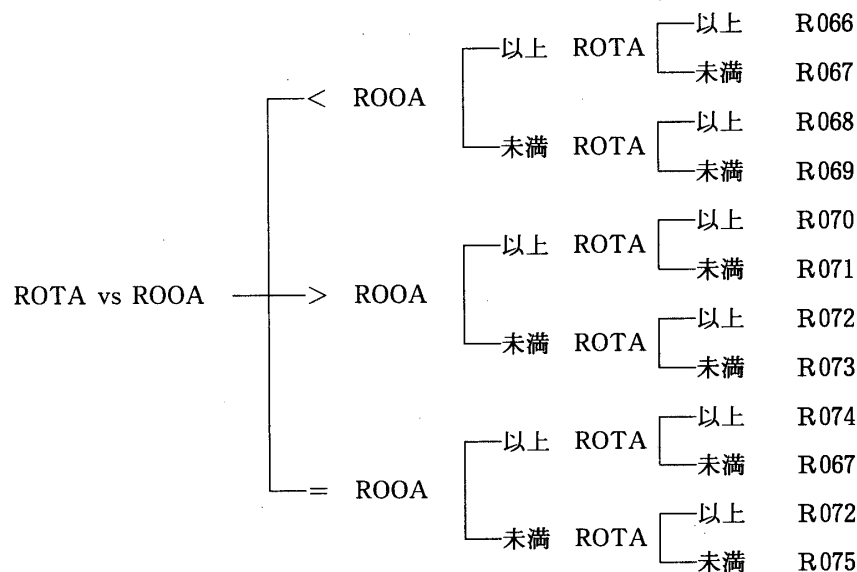 以上 R066
以上 ROTA
未満 R067
< ROOA
以上 R068
未満 ROTA
未満 R069
以上 R070
以上 ROTA
未満 R071
ROTA vs ROOA > ROOA
以上 R072
未満 ROTA
未満 R073
以上 R074
以上 ROTA
未満 R067
= ROOA
以上 R072
未満 ROTA
未満 R075